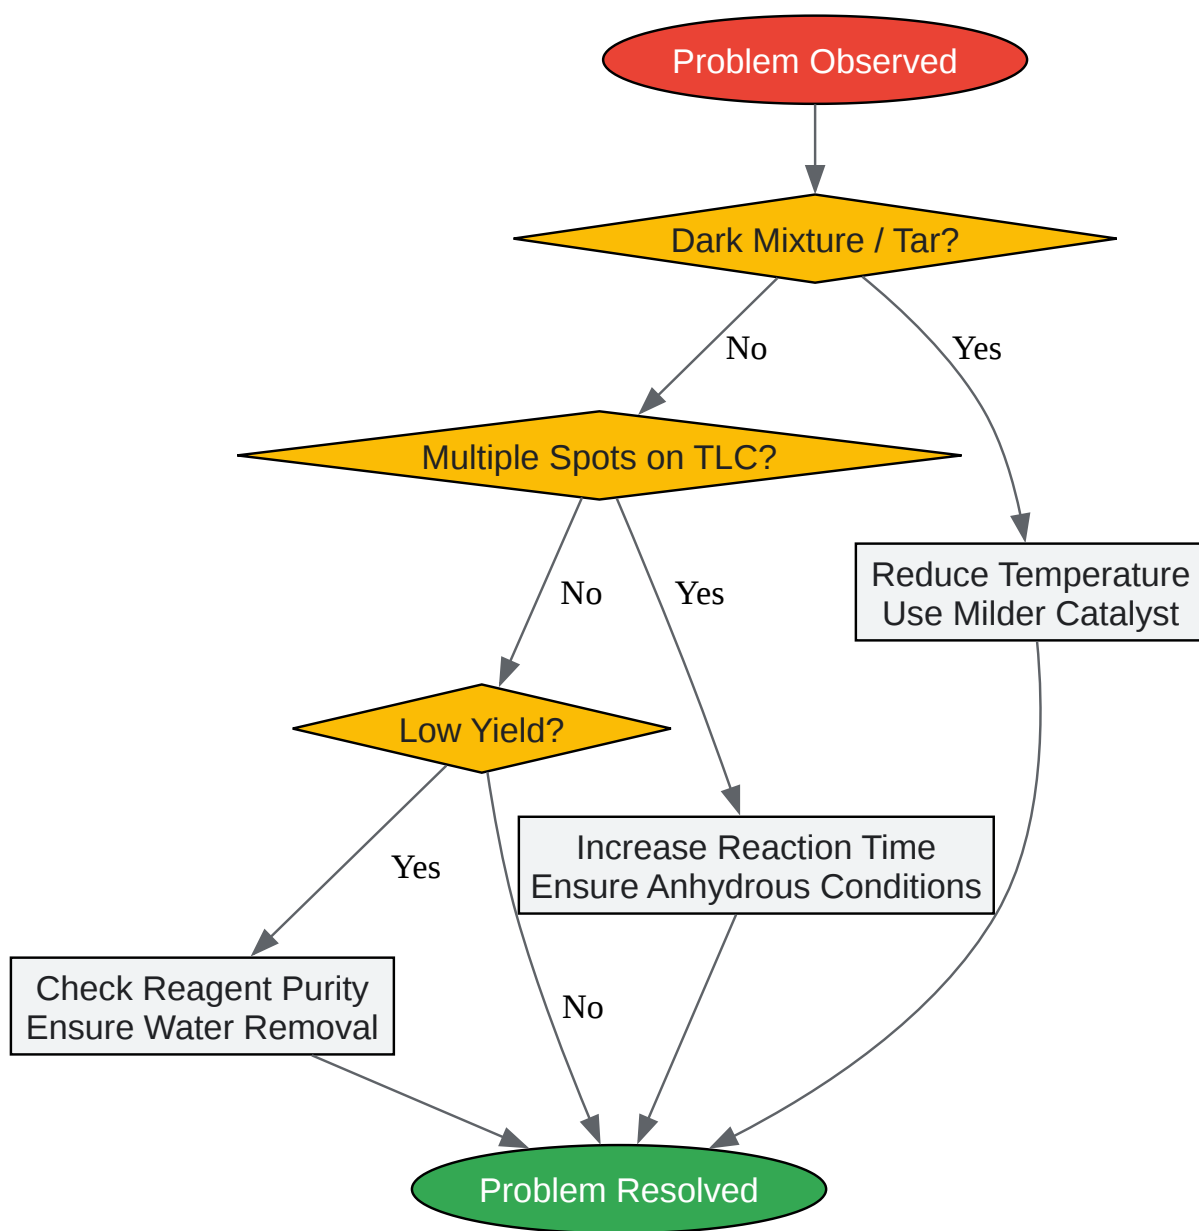 Problem Observed
Dark Mixture / Tar?
No
Yes
Multiple Spots on TLC?
No
Yes
Reduce Temperature
Use Milder Catalyst
Low Yield?
Yes
Increase Reaction Time
Ensure Anhydrous Conditions
Check Reagent Purity
Ensure Water Removal
No
Problem Resolved